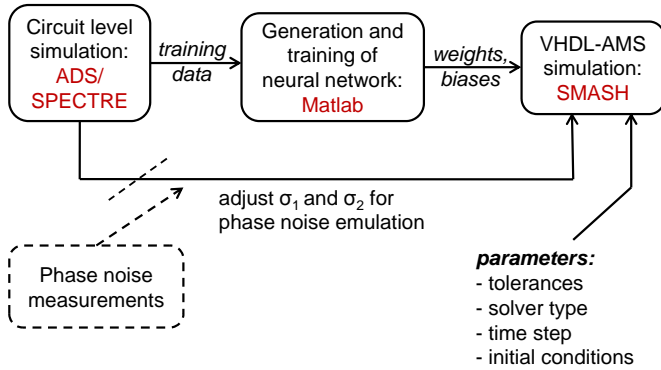 Circuit level
simulation:
ADS/
SPECTRE
training
data
Generation and
training of
neural network:
Matlab
weights,
biases
VHDL-AMS
simulation:
SMASH
adjust σ₁ and σ₂ for
phase noise emulation
Phase noise
measurements
parameters:
- tolerances
- solver type
- time step
- initial conditions